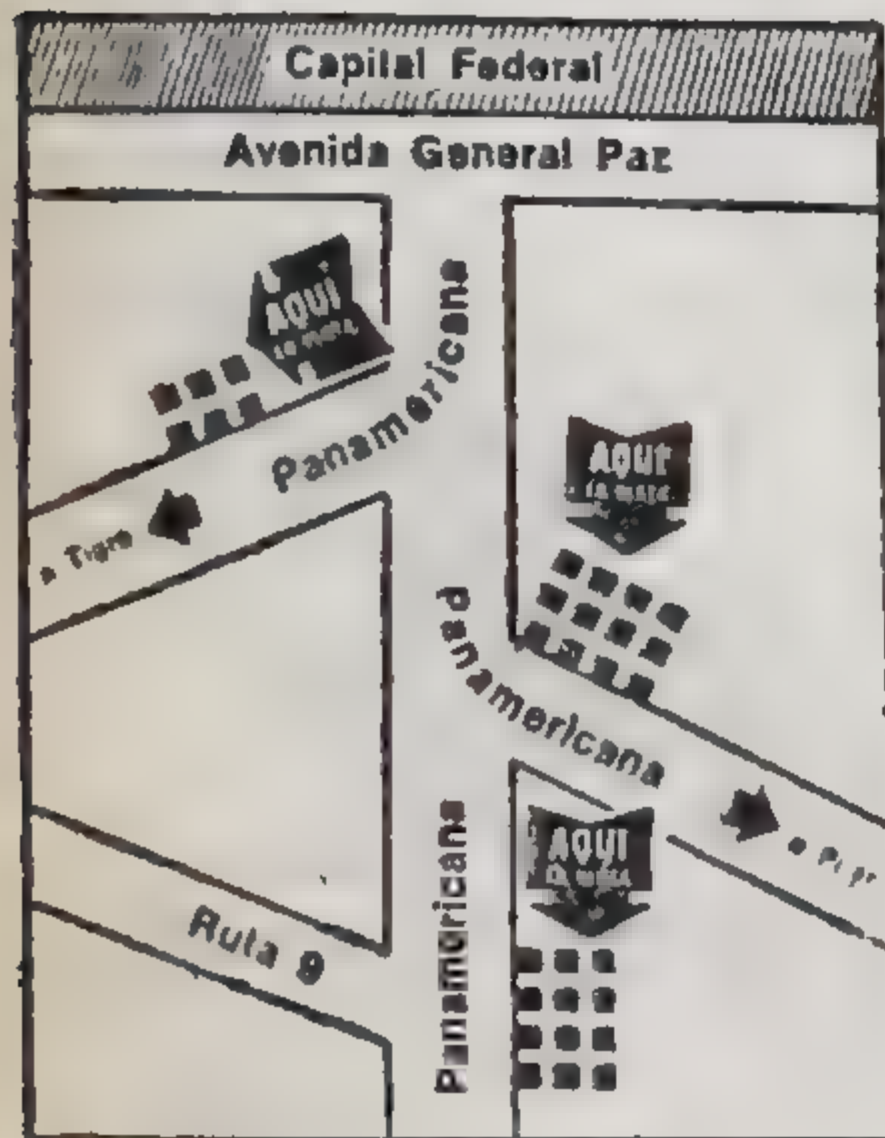 Capital Federal
Avenida General Paz
AQUI
Panamericana
a Tigre
AQUI
Panamericana
AQUI
a
Panamericana
Ruta 9